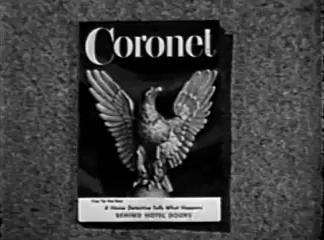 Coronet
A House Detective Tells What Happens
BEHIND HOTEL DOORS